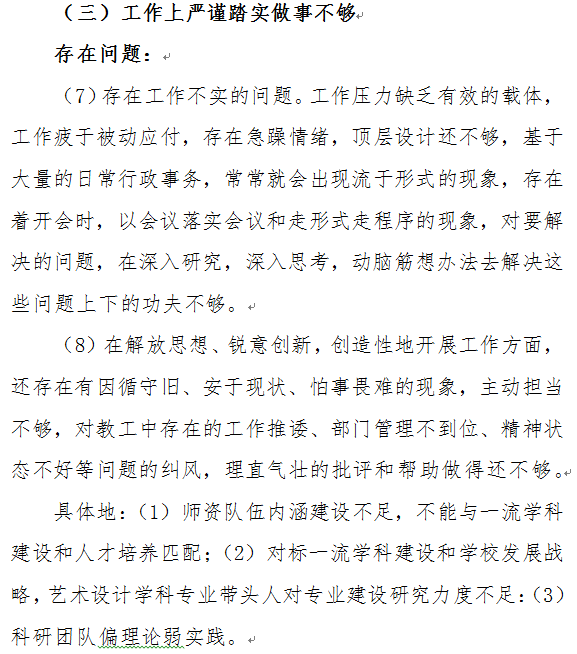 （三）工作上严谨踏实做事不够
存在问题：
（7）存在工作不实的问题。工作压力缺乏有效的载体，
工作疲于被动应付，存在急躁情绪，顶层设计还不够，基于
大量的日常行政事务，常常就会出现流于形式的现象，存在
着开会时，以会议落实会议和走形式走程序的现象，对要解
决的问题，在深入研究，深入思考，动脑筋想办法去解决这
些问题上下的功夫不够。
（8）在解放思想、锐意创新，创造性地开展工作方面，
还存在有因循守旧、安于现状、怕事畏难的现象，主动担当
不够，对教工中存在的工作推诿、部门管理不到位、精神状
态不好等问题的纠风，理直气壮的批评和帮助做得还不够。
具体地：（1）师资队伍内涵建设不足，不能与一流学科
建设和人才培养匹配；（2）对标一流学科建设和学校发展战
略，艺术设计学科专业带头人对专业建设研究力度不足：（3）
科研团队偏理论弱实践。